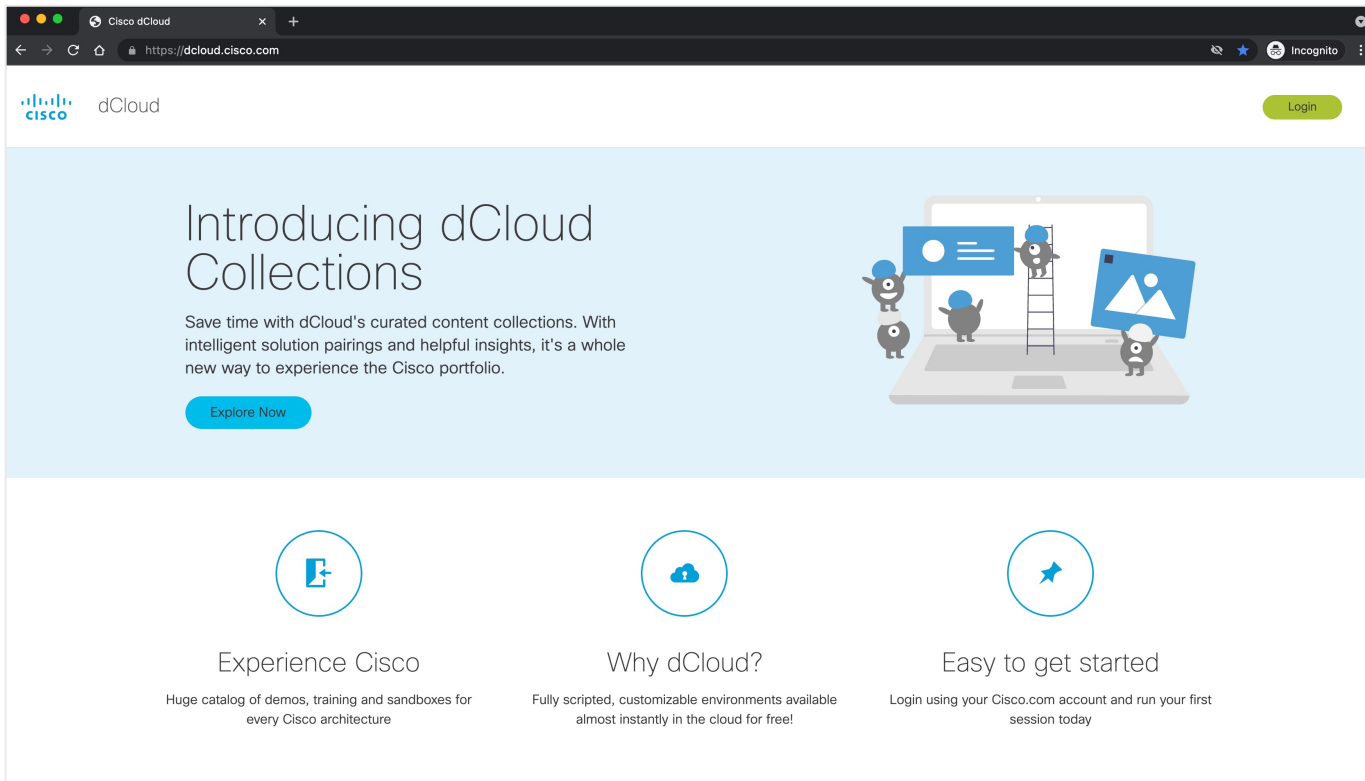 Cisco dCloud
https://dcloud.cisco.com
Incognito
CISCO
dCloud
Login
Introducing dCloud
Collections
Save time with dCloud's curated content collections. With
intelligent solution pairings and helpful insights, it's a whole
new way to experience the Cisco portfolio.
Explore Now
Experience Cisco
Huge catalog of demos, training and sandboxes for
every Cisco architecture
Why dCloud?
Fully scripted, customizable environments available
almost instantly in the cloud for free!
Easy to get started
Login using your Cisco.com account and run your first
session today